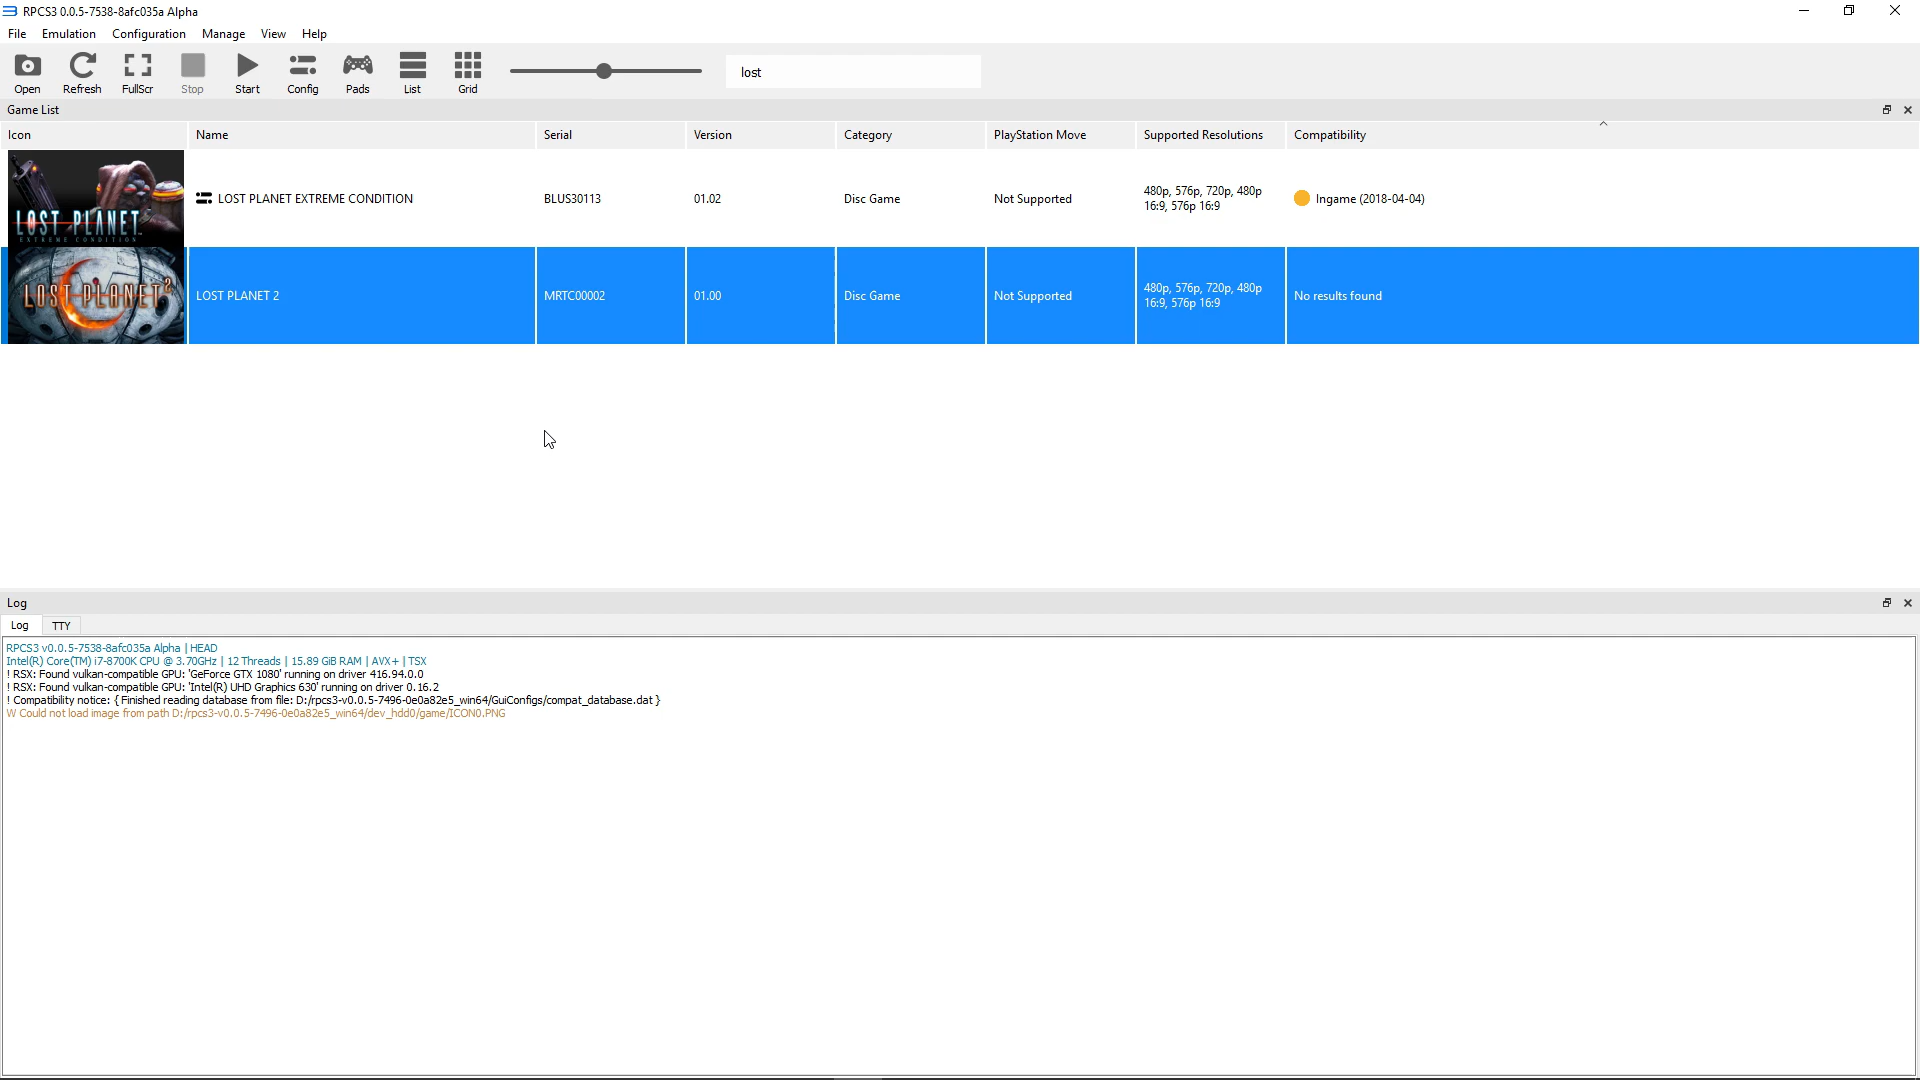 RPCS3 0.0.5-7538-8afc035a Alpha
File Emulation Configuration Manage View Help
lost
Open Refresh FullScr Stop Start Config Pads List Grid
Game List
Icon Name Serial Version Category PlayStation Move Supported Resolutions Compatibility
LOST PLANET
EXTREME CONDITION
LOST PLANET EXTREME CONDITION BLUS30113 01.02 Disc Game Not Supported 480p, 576p, 720p, 480p Ingame (2018-04-04)
16:9, 576p 16:9
LOST PLANET 2
LOST PLANET 2 MRTC00002 01.00 Disc Game Not Supported 480p, 576p, 720p, 480p No results found
16:9, 576p 16:9
Log
Log TTY
RPCS3 v0.0.5-7538-8afc035a Alpha | HEAD
Intel(R) Core(TM) i7-8700K CPU @ 3.70GHz | 12 Threads | 15.89 GiB RAM | AVX+ | TSX
! RSX: Found vulkan-compatible GPU: 'GeForce GTX 1080' running on driver 416.94.0.0
! RSX: Found vulkan-compatible GPU: 'Intel(R) UHD Graphics 630' running on driver 0.16.2
! Compatibility notice: { Finished reading database from file: D:/rpcs3-v0.0.5-7496-0e0a82e5_win64/GuiConfigs/compat_database.dat }
W Could not load image from path D:/rpcs3-v0.0.5-7496-0e0a82e5_win64/dev_hdd0/game/ICON0.PNG